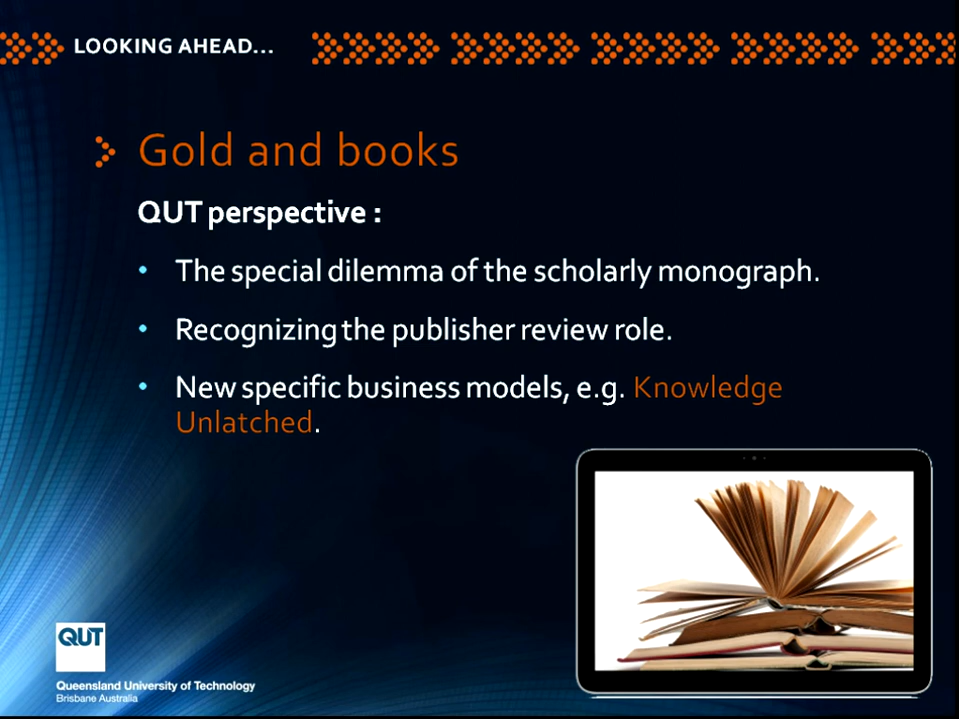 LOOKING AHEAD...
Gold and books
QUT perspective :
• The special dilemma of the scholarly monograph.
• Recognizing the publisher review role.
• New specific business models, e.g. Knowledge
Unlatched.
QUT
Queensland University of Technology
Brisbane Australia